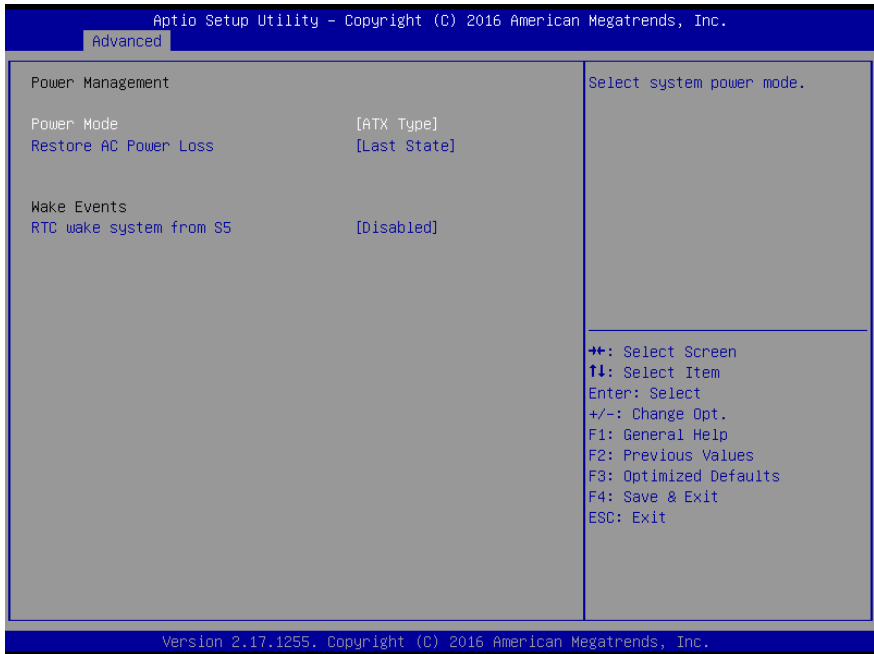 Aptio Setup Utility – Copyright (C) 2016 American Megatrends, Inc.
Advanced
Power Management
Power Mode [ATX Type]
Restore AC Power Loss [Last State]
Wake Events
RTC wake system from S5 [Disabled]
Select system power mode.
→←: Select Screen
↑↓: Select Item
Enter: Select
+/-: Change Opt.
F1: General Help
F2: Previous Values
F3: Optimized Defaults
F4: Save & Exit
ESC: Exit
Version 2.17.1255. Copyright (C) 2016 American Megatrends, Inc.